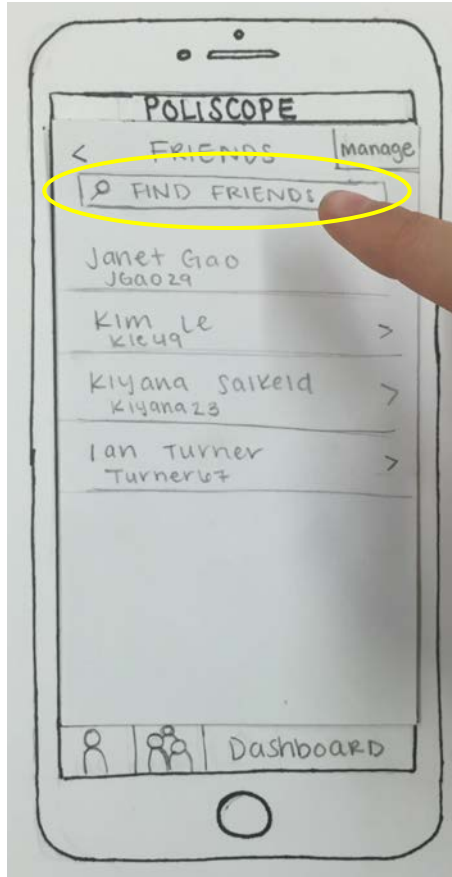 POLISCOPE
< FRIENDS manage
FIND FRIENDS
Janet Gao
JGao29
Kim Le >
Kle49
Kiyana Salkeld >
Kiyana23
Ian Turner >
Turner67
Dashboard